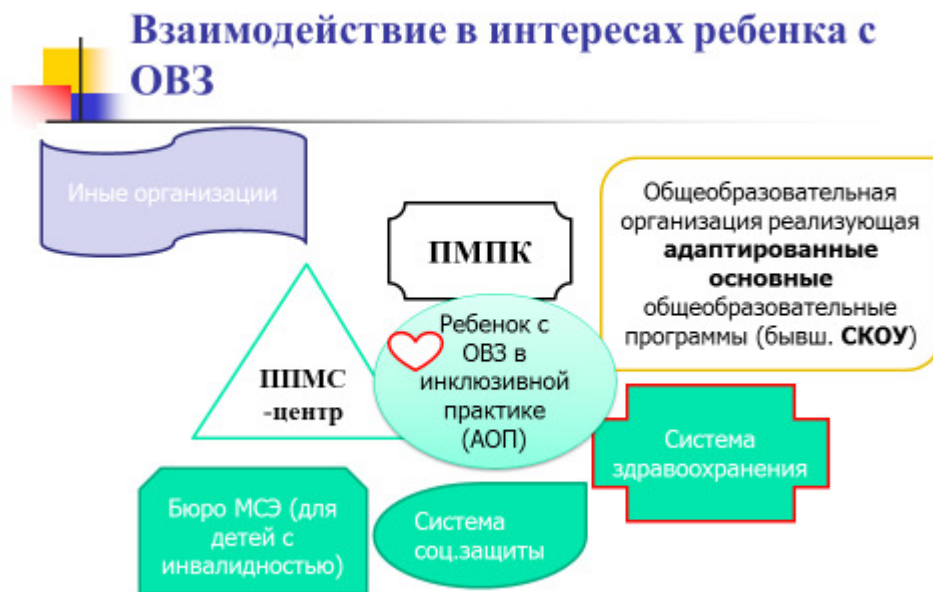 Взаимодействие в интересах ребенка с
ОВЗ
Иные организации
ПМПК
Общеобразовательная
организация реализующая
адаптированные
основные
общеобразовательные
программы (бывш. СКОУ)
ППМС
-центр
Ребенок с
ОВЗ в
инклюзивной
практике
(АОП)
Система
здравоохранения
Бюро МСЭ (для
детей с
инвалидностью)
Система
соц.защиты